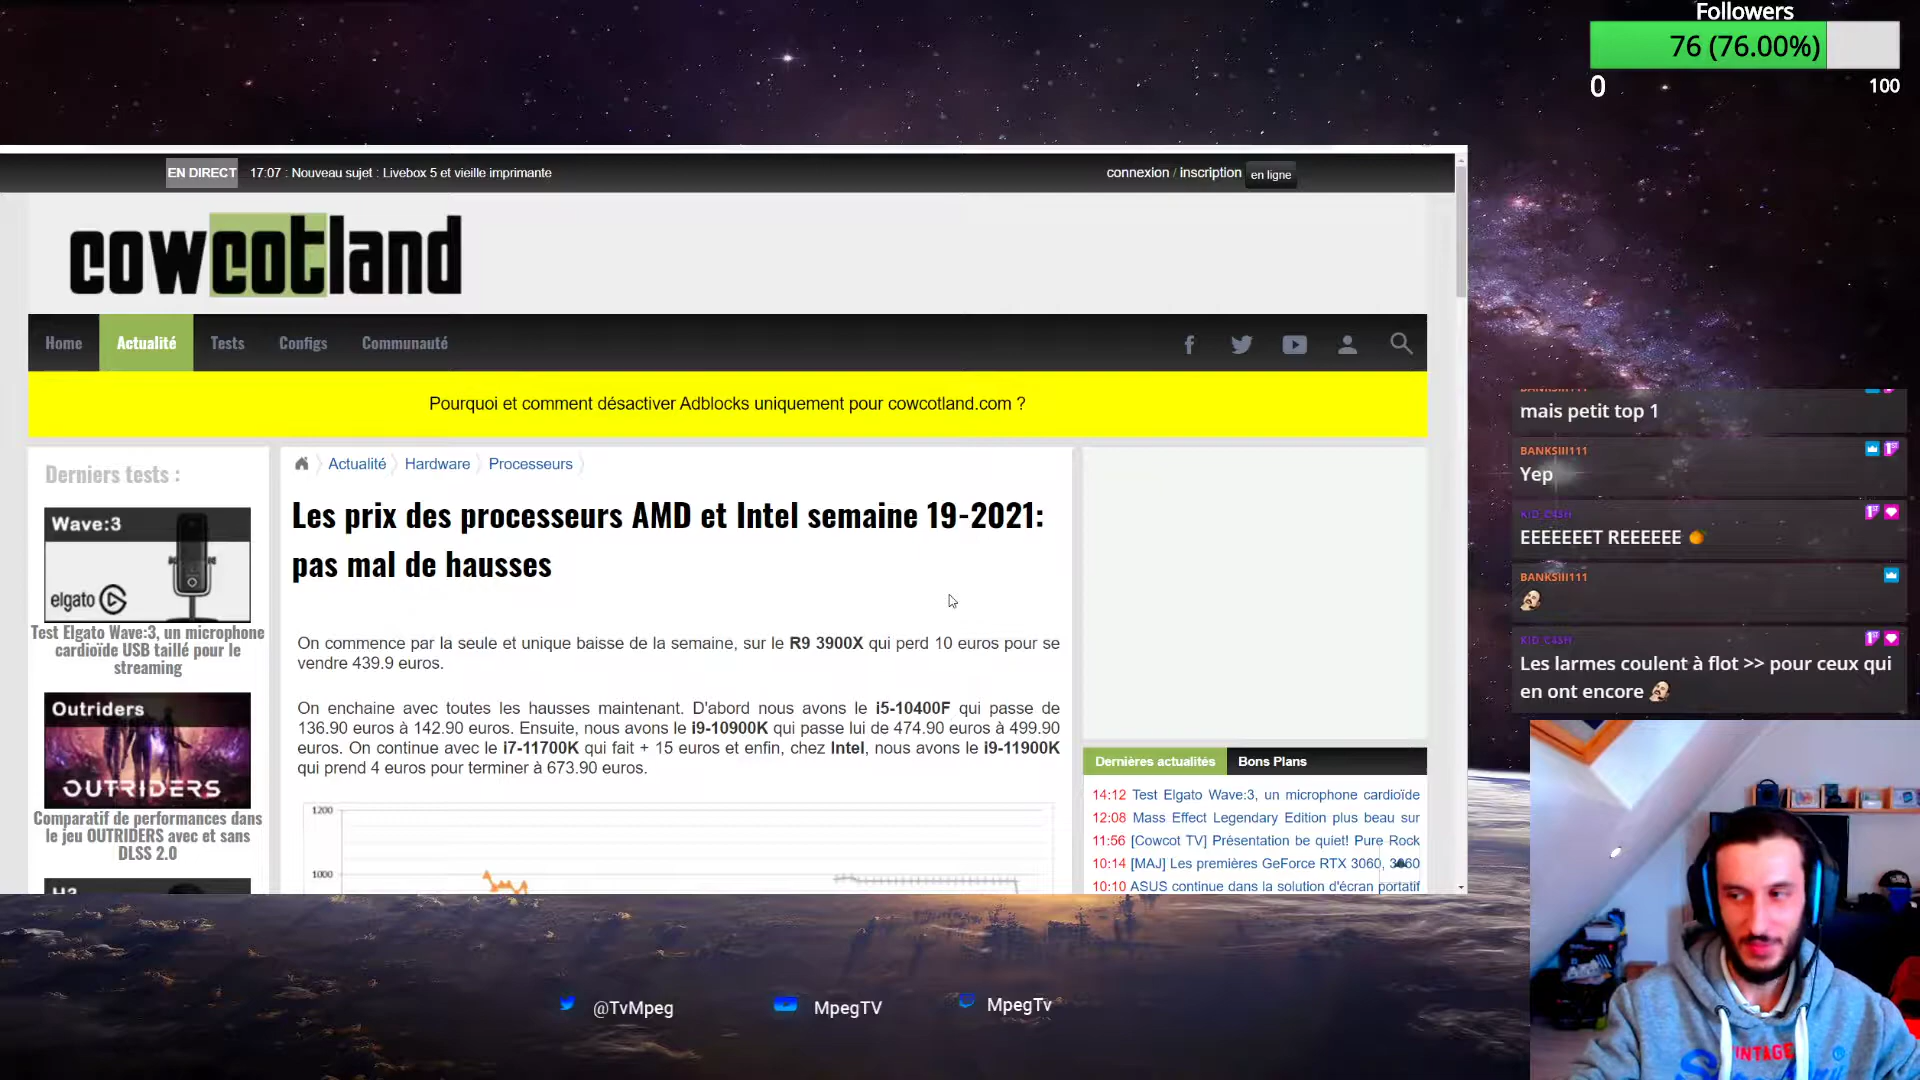 Followers
76 (76.00%)
0
100
EN DIRECT
17:07 : Nouveau sujet : Livebox 5 et vieille imprimante
connexion / inscription
en ligne
cowcotland
Home
Actualité
Tests
Configs
Communauté
Pourquoi et comment désactiver Adblocks uniquement pour cowcotland.com ?
Derniers tests :
Wave:3
elgato
Test Elgato Wave:3, un microphone
cardioïde USB taillé pour le
streaming
Outriders
OUTRIDERS
Comparatif de performances dans
le jeu OUTRIDERS avec et sans
DLSS 2.0
Actualité
Hardware
Processeurs
Les prix des processeurs AMD et Intel semaine 19-2021:
pas mal de hausses
On commence par la seule et unique baisse de la semaine, sur le R9 3900X qui perd 10 euros pour se
vendre 439.9 euros.
On enchaine avec toutes les hausses maintenant. D'abord nous avons le i5-10400F qui passe de
136.90 euros à 142.90 euros. Ensuite, nous avons le i9-10900K qui passe lui de 474.90 euros à 499.90
euros. On continue avec le i7-11700K qui fait + 15 euros et enfin, chez Intel, nous avons le i9-11900K
qui prend 4 euros pour terminer à 673.90 euros.
1200
1000
Dernières actualités
Bons Plans
14:12 Test Elgato Wave:3, un microphone cardioïde
12:08 Mass Effect Legendary Edition plus beau sur
11:56 [Cowcot TV] Présentation be quiet! Pure Rock
10:14 [MAJ] Les premières GeForce RTX 3060, 3060
10:10 ASUS continue dans la solution d'écran portatif
BANKSIII111
mais petit top 1
BANKSIII111
Yep
KID C4SH
EEEEEEET REEEEEE
BANKSIII111
KID C4SH
Les larmes coulent à flot >> pour ceux qui
en ont encore
@TvMpeg
MpegTV
MpegTv
VINTAGE